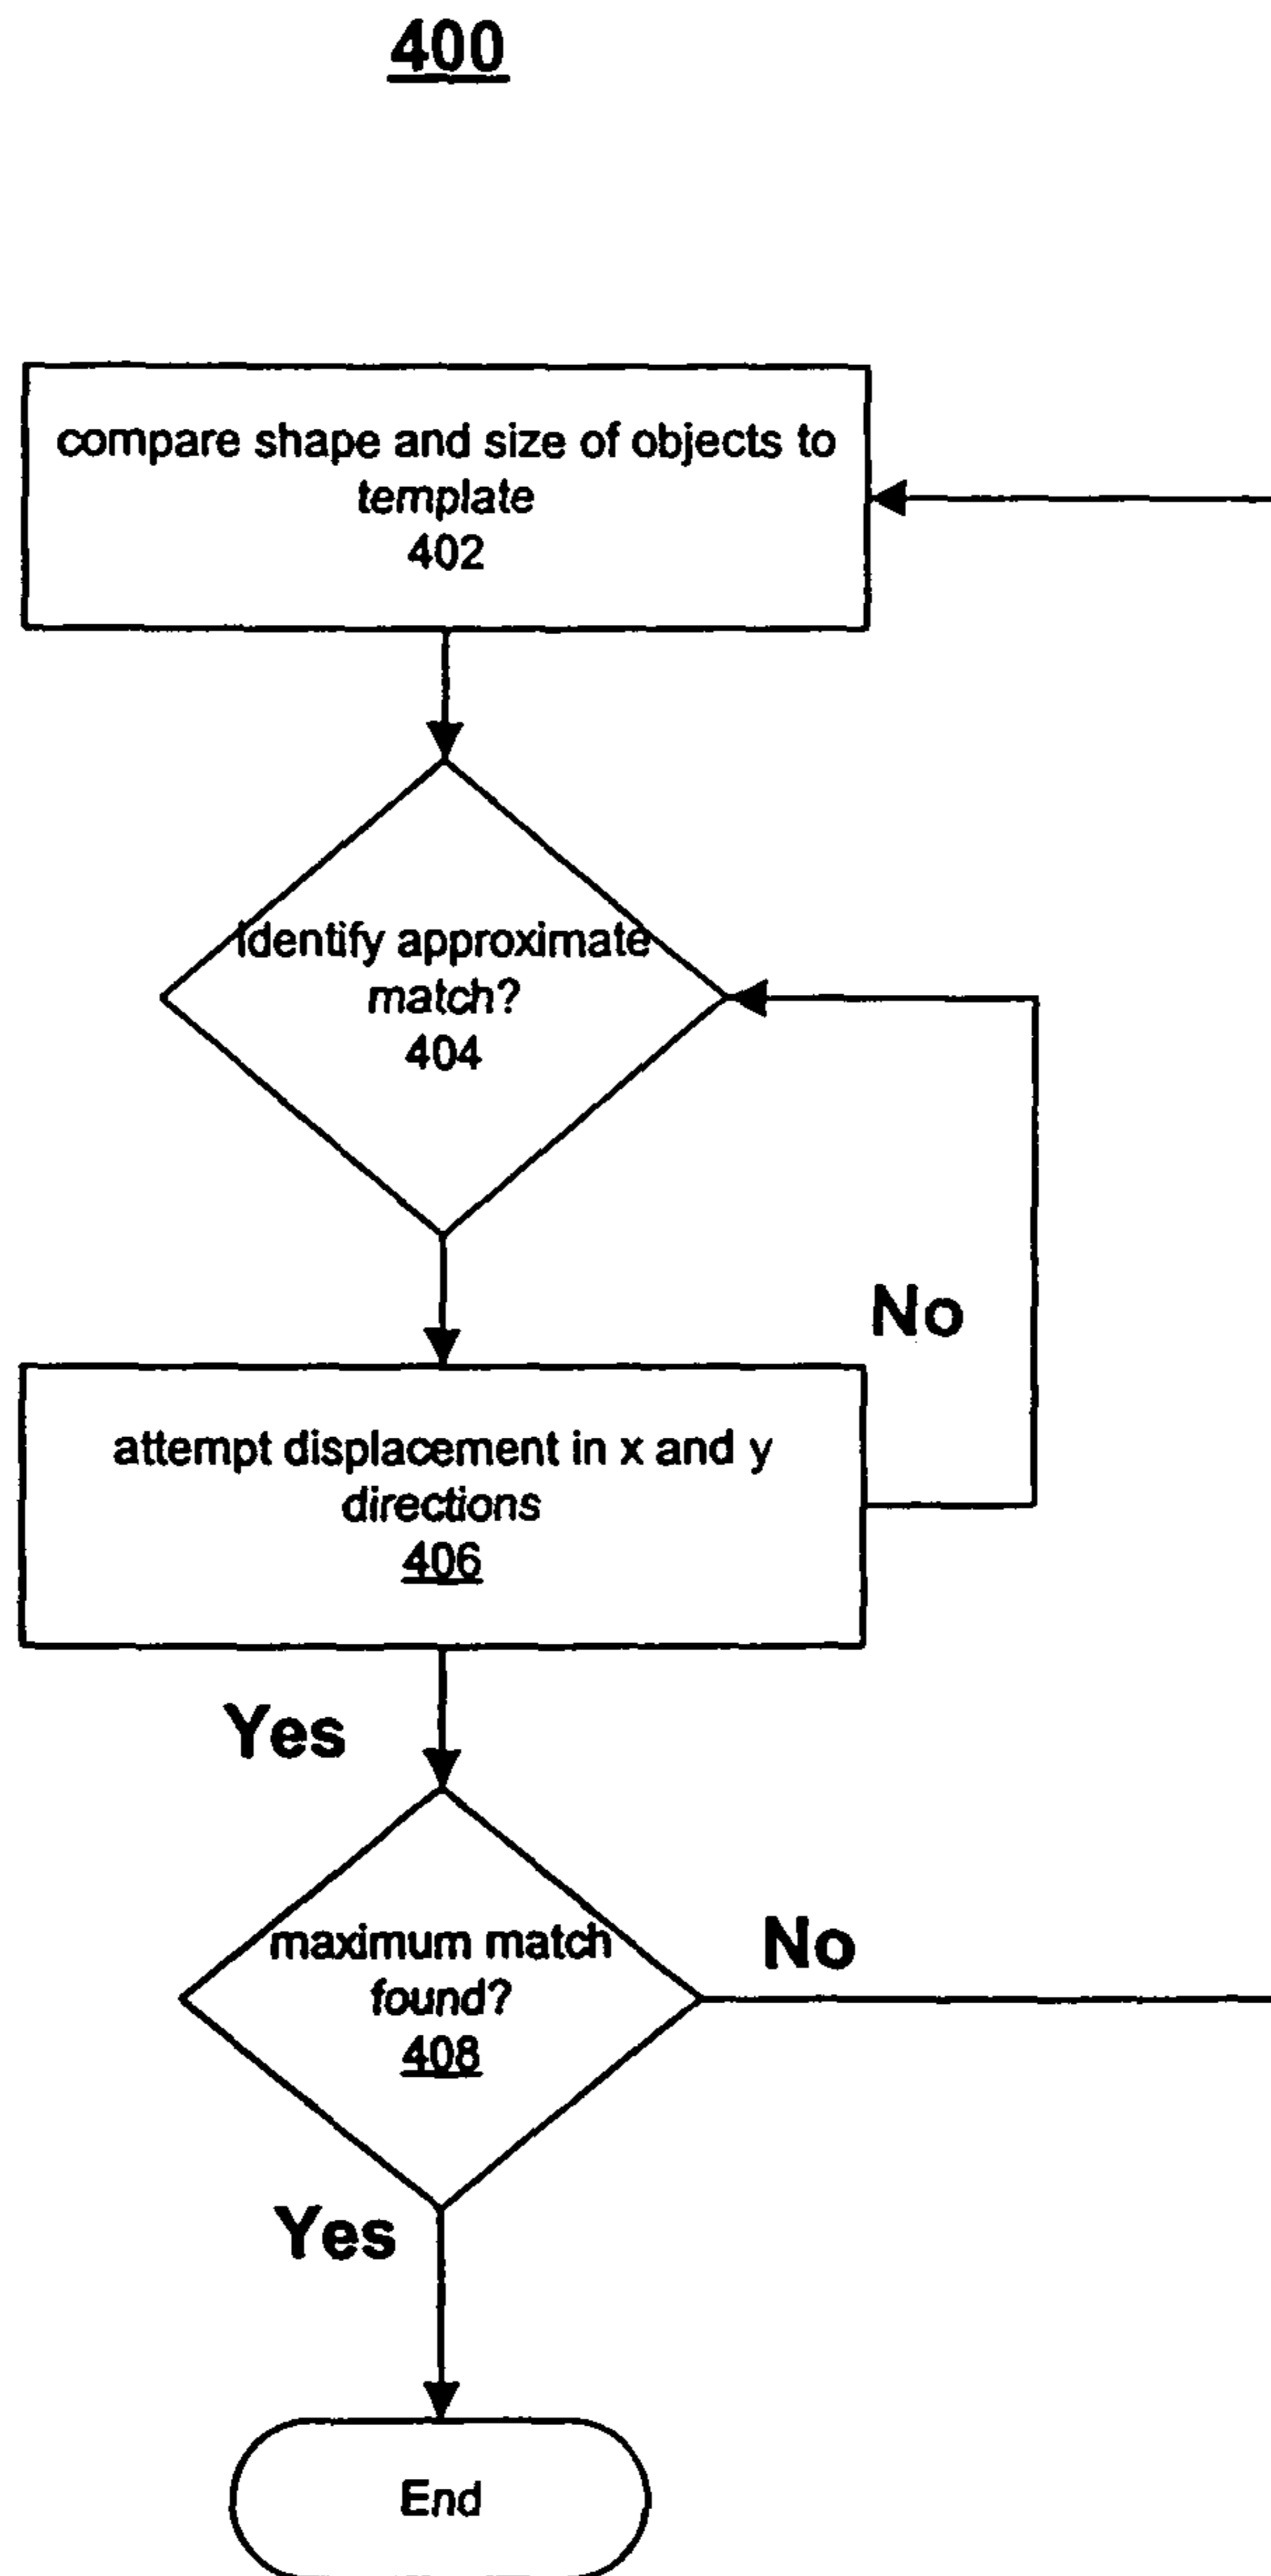 400
compare shape and size of objects to
template
402
identify approximate
match?
404
No
attempt displacement in x and y
directions
406
Yes
maximum match
found?
408
No
Yes
End